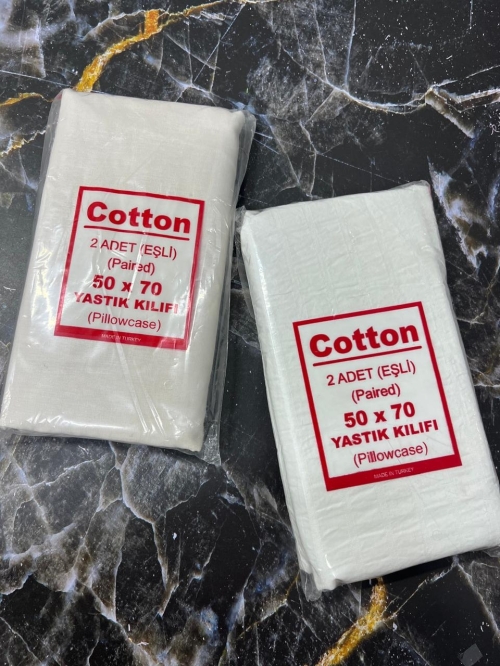 Cotton
2 ADET (EŞLİ)
(Paired)
50 x 70
YASTIK KILIFI
(Pillowcase)
MADE IN TURKEY
Cotton
2 ADET (EŞLİ)
(Paired)
50 x 70
YASTIK KILIFI
(Pillowcase)
MADE IN TURKEY